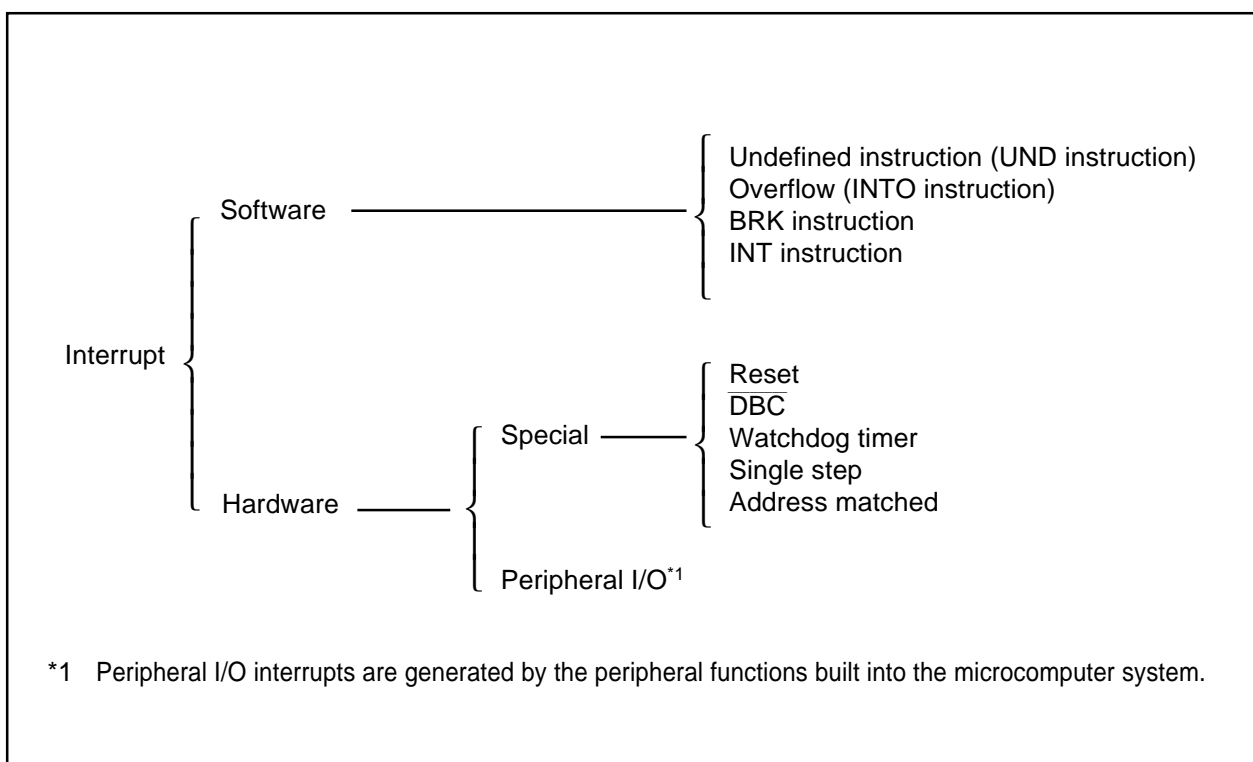 Undefined instruction (UND instruction)
Overflow (INTO instruction)
BRK instruction
INT instruction
Software
Interrupt
Reset
DBC
Watchdog timer
Single step
Address matched
Special
Hardware
Peripheral I/O*1
*1 Peripheral I/O interrupts are generated by the peripheral functions built into the microcomputer system.